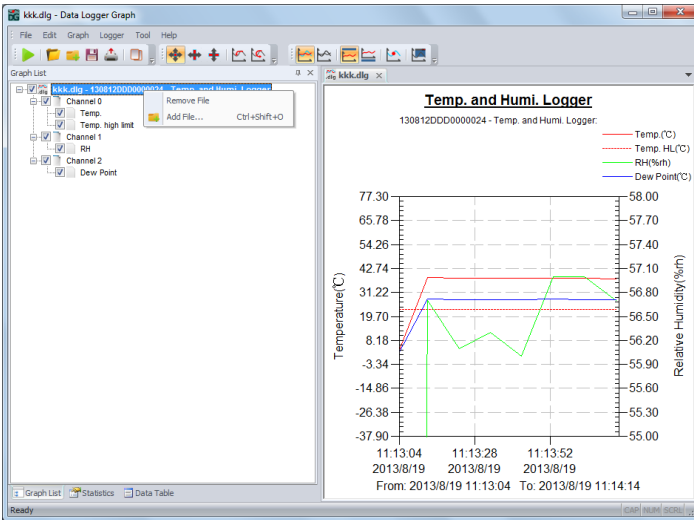 kkk.dlg - Data Logger Graph
File Edit Graph Logger Tool Help
Graph List
kkk.dlg - 130812DDD0000024 - Temp. and Humi. Logger
Channel 0
Temp.
Temp. high limit
Channel 1
RH
Channel 2
Dew Point
Remove File
Add File... Ctrl+Shift+O
kkk.dlg
Temp. and Humi. Logger
130812DDD0000024 - Temp. and Humi. Logger:
Temp.(℃)
Temp. HL(℃)
RH(%rh)
Dew Point(℃)
77.30
65.78
54.26
42.74
31.22
19.70
8.18
-3.34
-14.86
-26.38
-37.90
Temperature(℃)
58.00
57.70
57.40
57.10
56.80
56.50
56.20
55.90
55.60
55.30
55.00
Relative Humidity(%rh)
11:13:04 11:13:28 11:13:52
2013/8/19 2013/8/19 2013/8/19
From: 2013/8/19 11:13:04 To: 2013/8/19 11:14:14
Graph List Statistics Data Table
Ready
CAP NUM SCRL